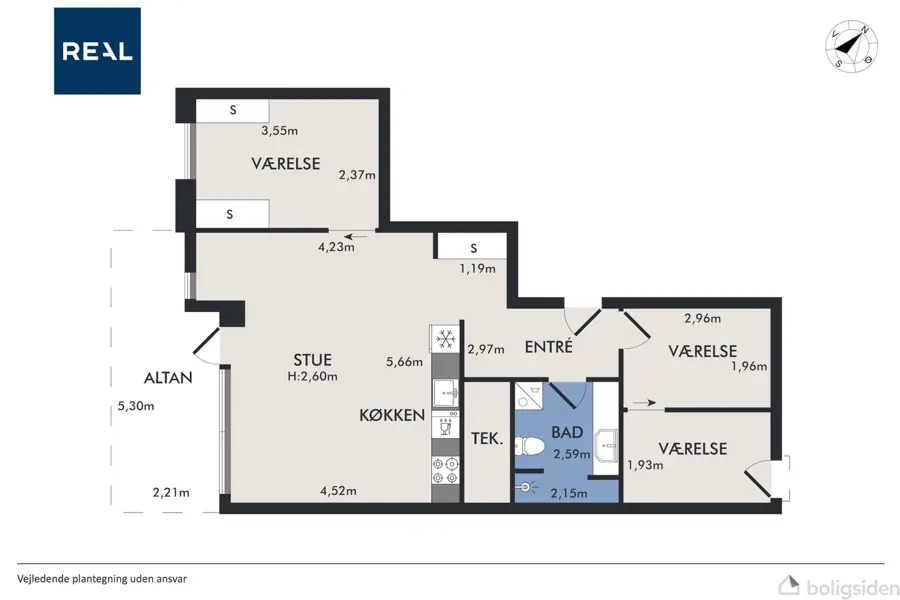 REAL
V N
S Ø
S
3,55m
VÆRELSE
2,37m
S
4,23m
S
1,19m
2,96m
VÆRELSE
1,96m
ENTRÉ
2,97m
STUE
H:2,60m
5,66m
ALTAN
5,30m
KØKKEN
TEK.
BAD
2,59m
VÆRELSE
1,93m
2,21m
4,52m
2,15m
Vejledende plantegning uden ansvar
boligsiden